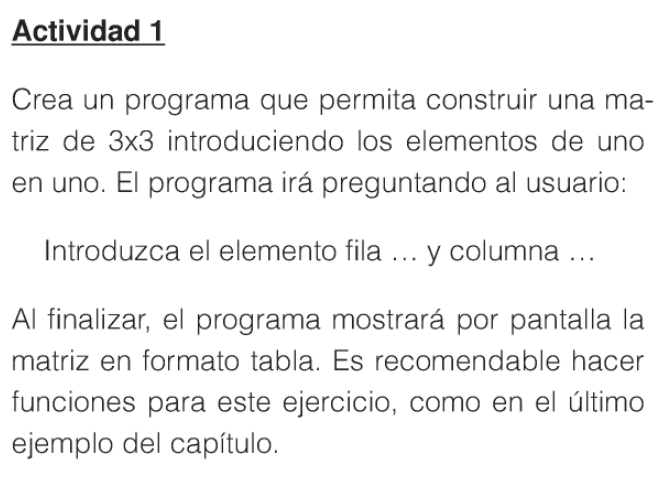 Actividad 1
Crea un programa que permita construir una ma-
triz de 3x3 introduciendo los elementos de uno
en uno. El programa irá preguntando al usuario:
Introduzca el elemento fila … y columna …
Al finalizar, el programa mostrará por pantalla la
matriz en formato tabla. Es recomendable hacer
funciones para este ejercicio, como en el último
ejemplo del capítulo.